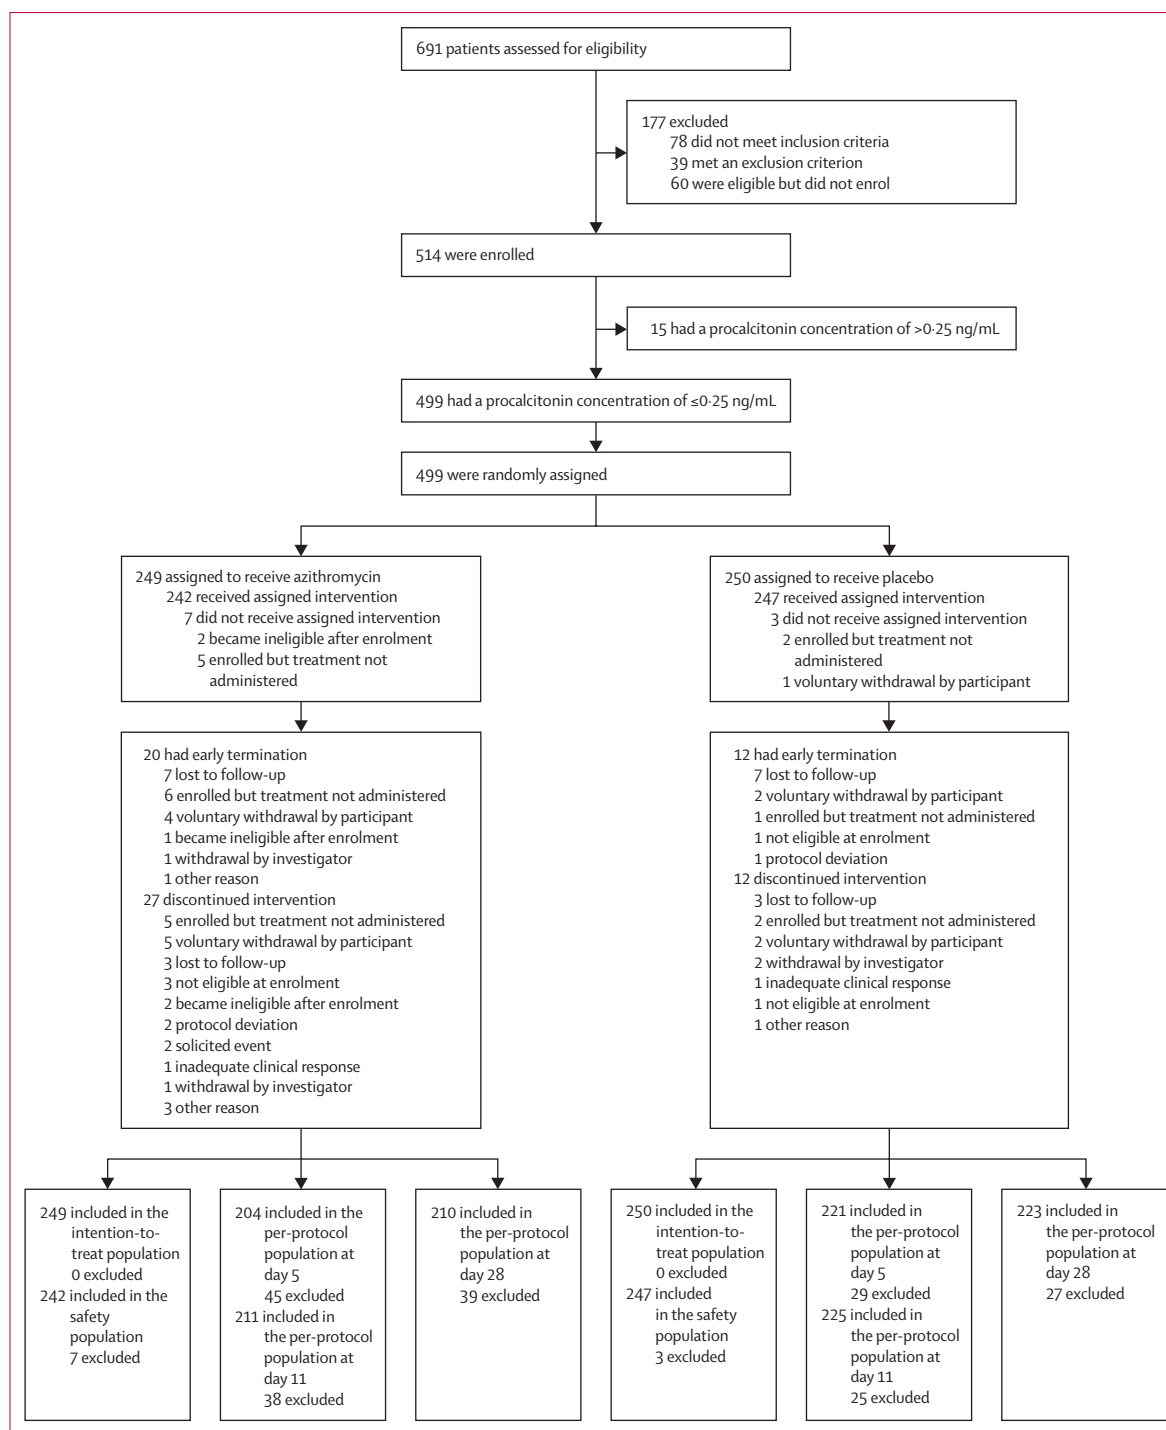 691 patients assessed for eligibility
177 excluded
78 did not meet inclusion criteria
39 met an exclusion criterion
60 were eligible but did not enrol
514 were enrolled
15 had a procalcitonin concentration of >0·25 ng/mL
499 had a procalcitonin concentration of ≤0·25 ng/mL
499 were randomly assigned
249 assigned to receive azithromycin
242 received assigned intervention
7 did not receive assigned intervention
2 became ineligible after enrolment
5 enrolled but treatment not
administered
250 assigned to receive placebo
247 received assigned intervention
3 did not receive assigned intervention
2 enrolled but treatment not
administered
1 voluntary withdrawal by participant
20 had early termination
7 lost to follow-up
6 enrolled but treatment not administered
4 voluntary withdrawal by participant
1 became ineligible after enrolment
1 withdrawal by investigator
1 other reason
27 discontinued intervention
5 enrolled but treatment not administered
5 voluntary withdrawal by participant
3 lost to follow-up
3 not eligible at enrolment
2 became ineligible after enrolment
2 protocol deviation
2 solicited event
1 inadequate clinical response
1 withdrawal by investigator
3 other reason
12 had early termination
7 lost to follow-up
2 voluntary withdrawal by participant
1 enrolled but treatment not administered
1 not eligible at enrolment
1 protocol deviation
12 discontinued intervention
3 lost to follow-up
2 enrolled but treatment not administered
2 voluntary withdrawal by participant
2 withdrawal by investigator
1 inadequate clinical response
1 not eligible at enrolment
1 other reason
249 included in the
intention-to-
treat population
0 excluded
242 included in the
safety
population
7 excluded
204 included in the
per-protocol
population at
day 5
45 excluded
211 included in
the per-protocol
population at
day 11
38 excluded
210 included in
the per-protocol
population at
day 28
39 excluded
250 included in the
intention-to-
treat population
0 excluded
247 included
in the safety
population
3 excluded
221 included in
the per-protocol
population at
day 5
29 excluded
225 included in
the per-protocol
population at
day 11
25 excluded
223 included in
the per-protocol
population at
day 28
27 excluded